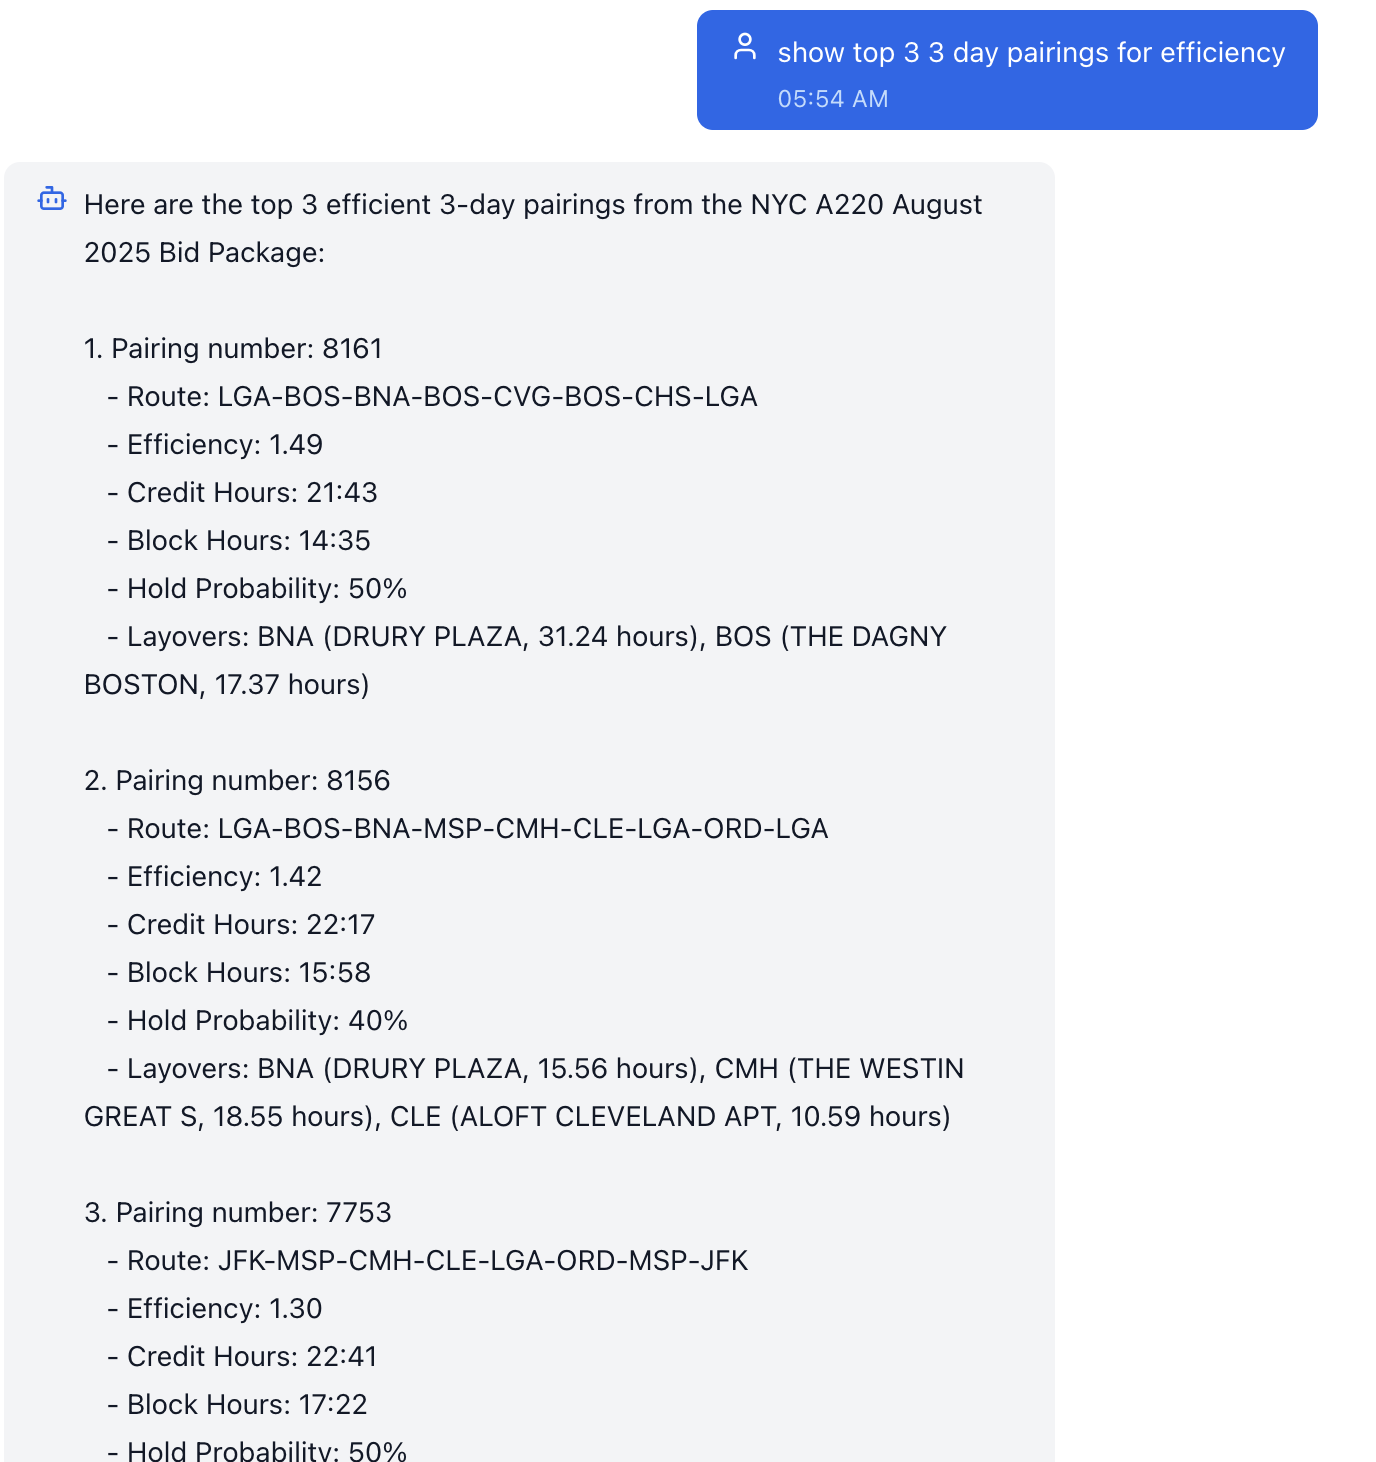 show top 3 3 day pairings for efficiency
05:54 AM
Here are the top 3 efficient 3-day pairings from the NYC A220 August
2025 Bid Package:
1. Pairing number: 8161
- Route: LGA-BOS-BNA-BOS-CVG-BOS-CHS-LGA
- Efficiency: 1.49
- Credit Hours: 21:43
- Block Hours: 14:35
- Hold Probability: 50%
- Layovers: BNA (DRURY PLAZA, 31.24 hours), BOS (THE DAGNY
BOSTON, 17.37 hours)
2. Pairing number: 8156
- Route: LGA-BOS-BNA-MSP-CMH-CLE-LGA-ORD-LGA
- Efficiency: 1.42
- Credit Hours: 22:17
- Block Hours: 15:58
- Hold Probability: 40%
- Layovers: BNA (DRURY PLAZA, 15.56 hours), CMH (THE WESTIN
GREAT S, 18.55 hours), CLE (ALOFT CLEVELAND APT, 10.59 hours)
3. Pairing number: 7753
- Route: JFK-MSP-CMH-CLE-LGA-ORD-MSP-JFK
- Efficiency: 1.30
- Credit Hours: 22:41
- Block Hours: 17:22
- Hold Probability: 50%